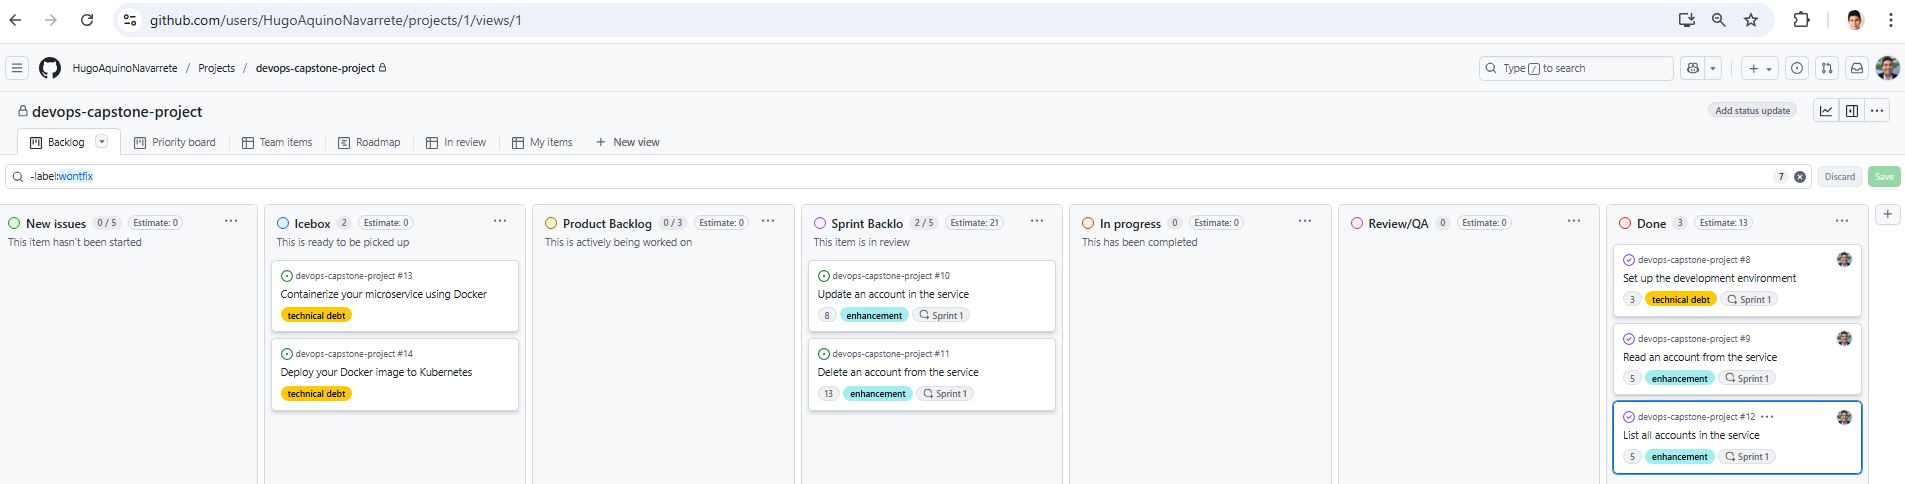 github.com/users/HugoAquinoNavarrete/projects/1/views/1
HugoAquinoNavarrete / Projects / devops-capstone-project
Type / to search
devops-capstone-project
Add status update
Backlog
Priority board
Team items
Roadmap
In review
My items
+ New view
-label:wontfix
7
Discard
Save
New issues 0 / 5 Estimate: 0 ...
This item hasn't been started
Icebox 2 Estimate: 0 ...
This is ready to be picked up
devops-capstone-project #13
Containerize your microservice using Docker
technical debt
devops-capstone-project #14
Deploy your Docker image to Kubernetes
technical debt
Product Backlog 0 / 3 Estimate: 0 ...
This is actively being worked on
Sprint Backlo 2 / 5 Estimate: 21 ...
This item is in review
devops-capstone-project #10
Update an account in the service
8 enhancement Sprint 1
devops-capstone-project #11
Delete an account from the service
13 enhancement Sprint 1
In progress 0 Estimate: 0 ...
This has been completed
Review/QA 0 Estimate: 0 ...
Done 3 Estimate: 13 ...
devops-capstone-project #8
Set up the development environment
3 technical debt Sprint 1
devops-capstone-project #9
Read an account from the service
5 enhancement Sprint 1
devops-capstone-project #12 ...
List all accounts in the service
5 enhancement Sprint 1